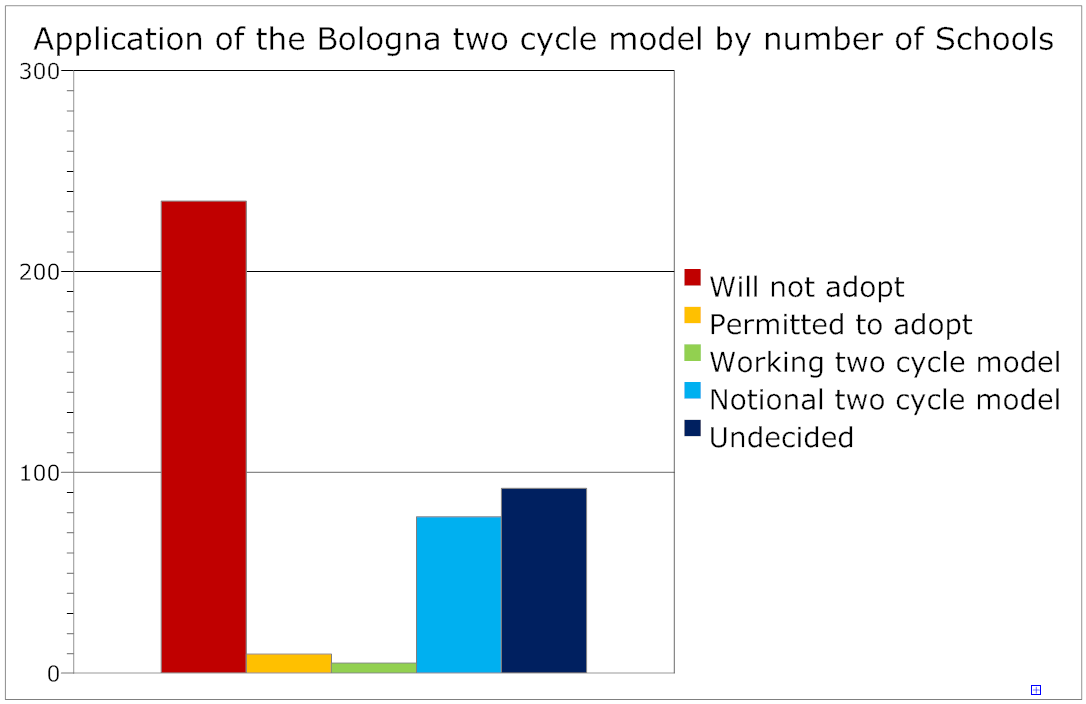 Application of the Bologna two cycle model by number of Schools
300
200
100
0
Will not adopt
Permitted to adopt
Working two cycle model
Notional two cycle model
Undecided